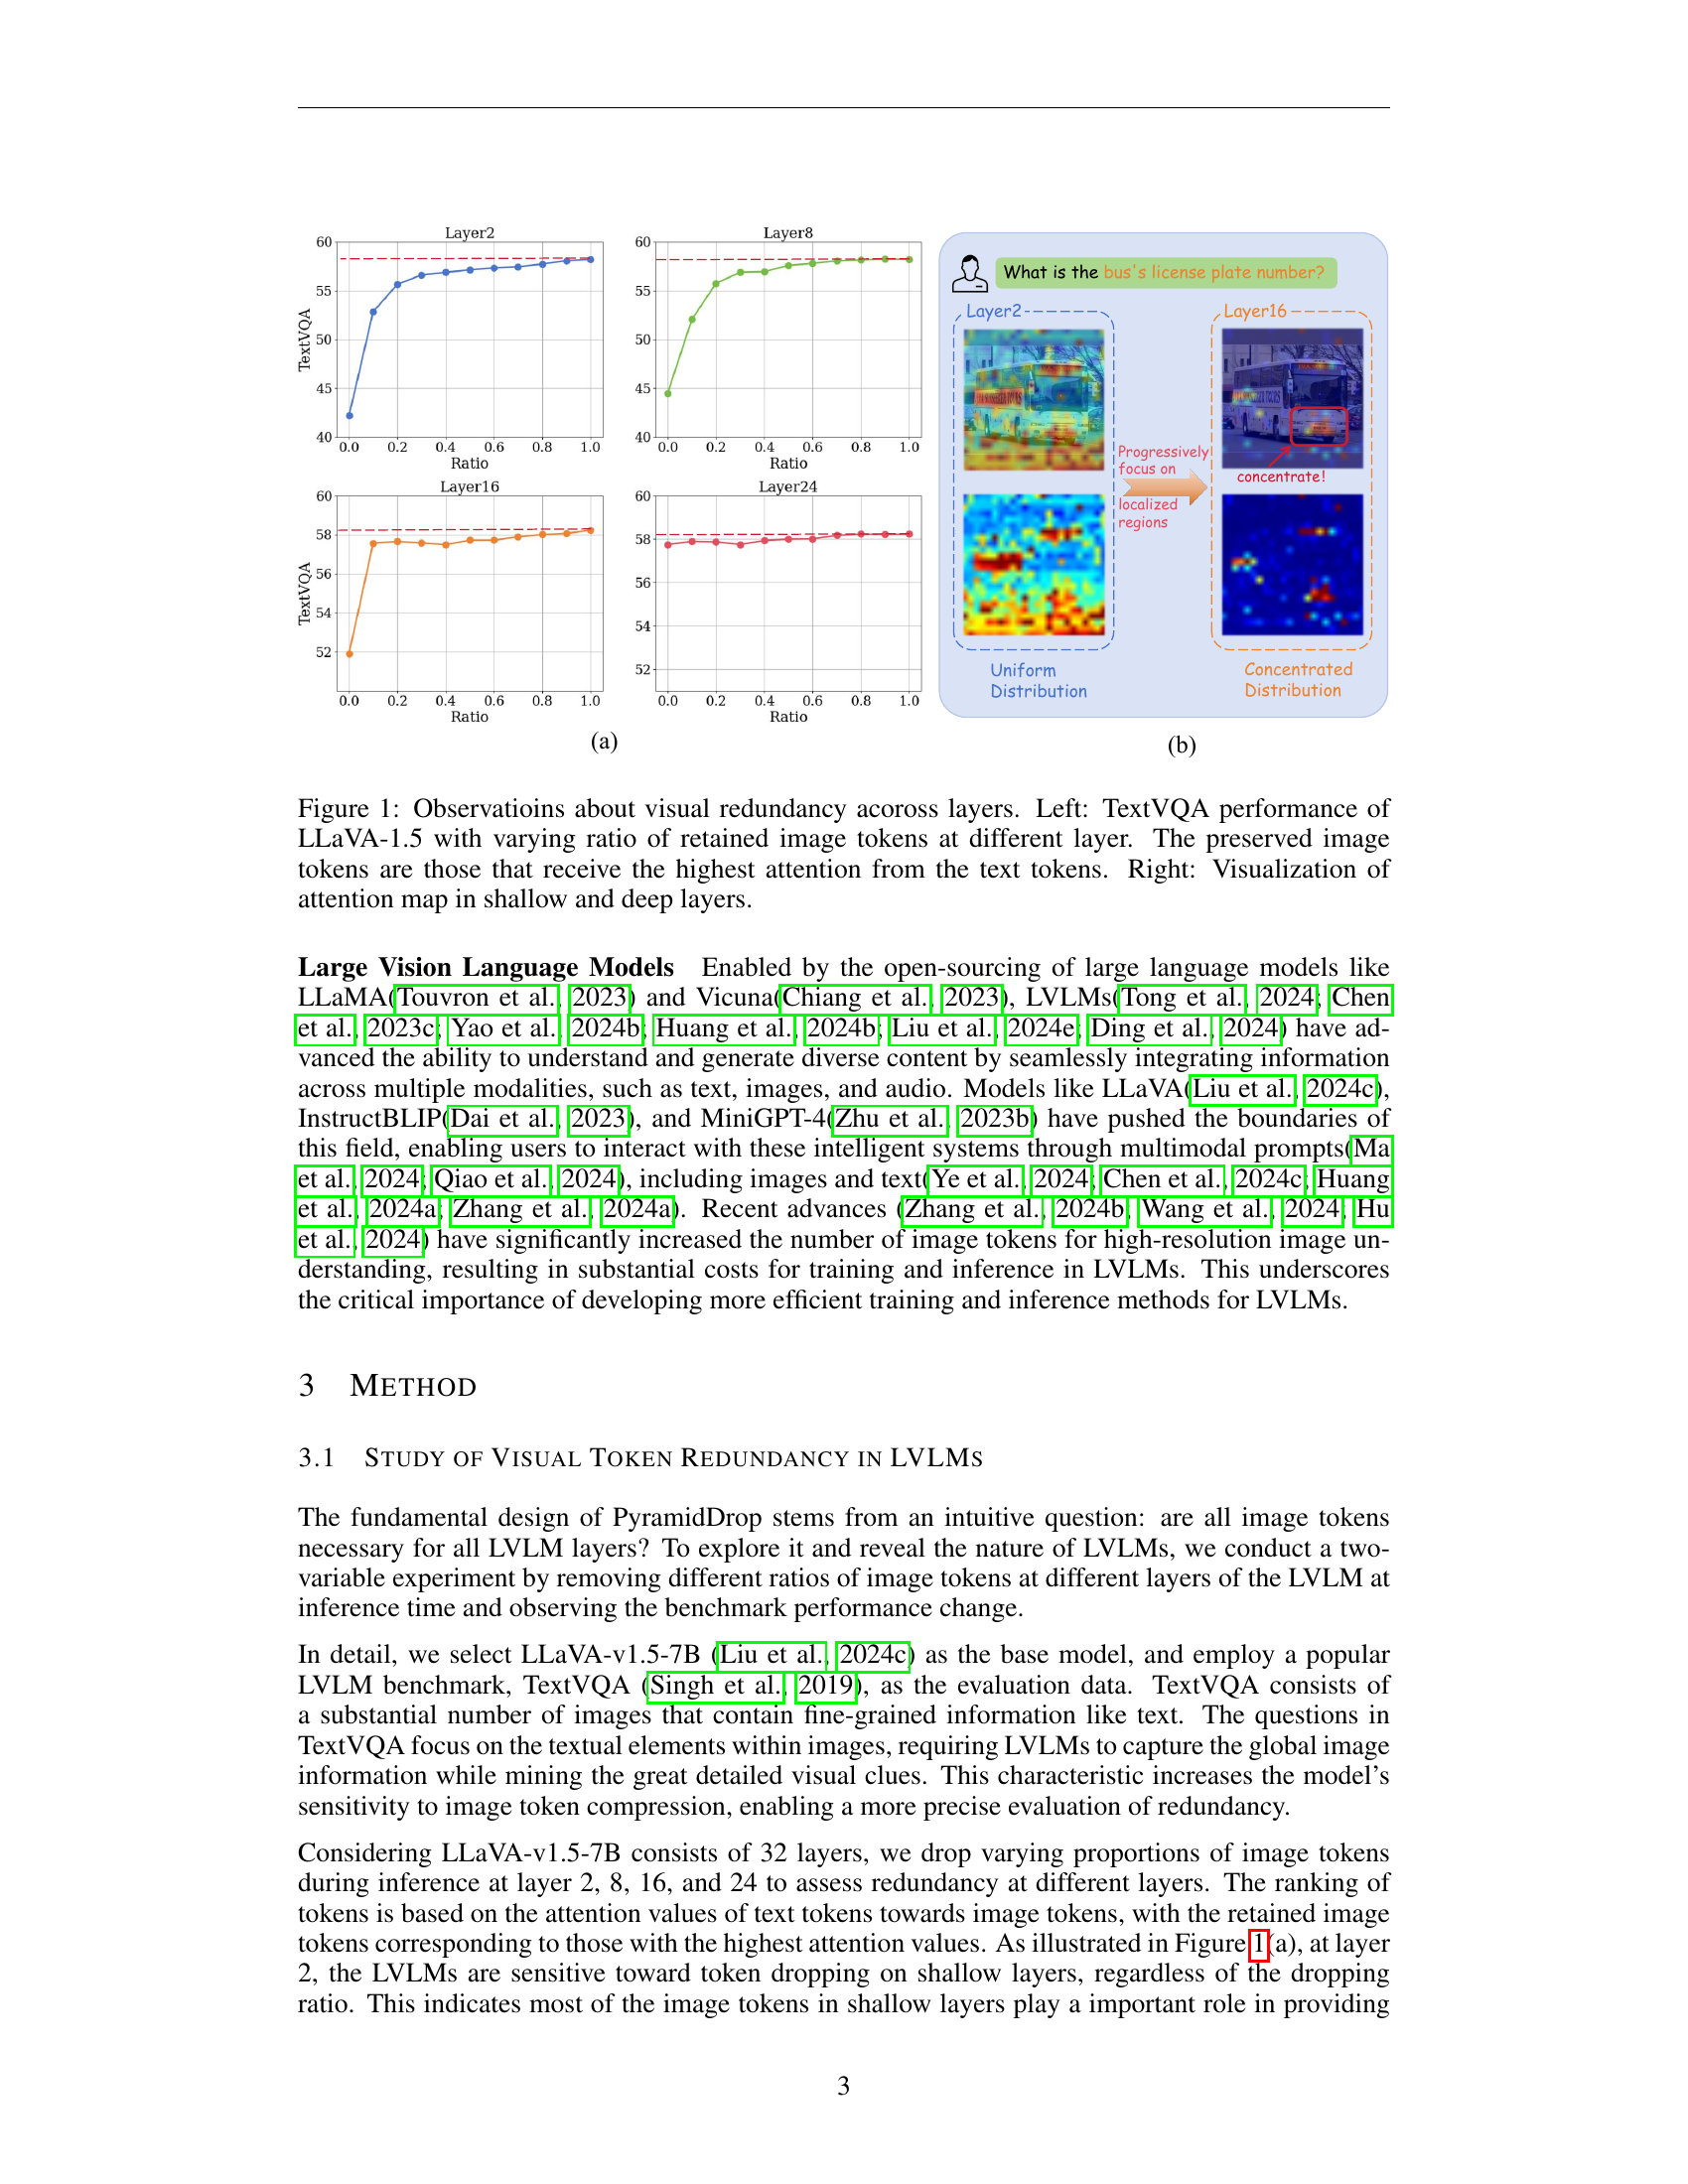 Layer2
60
55
50
45
40
TextVQA
0.0 0.2 0.4 0.6 0.8 1.0
Ratio
Layer8
60
55
50
45
40
0.0 0.2 0.4 0.6 0.8 1.0
Ratio
Layer16
60
58
56
54
52
TextVQA
0.0 0.2 0.4 0.6 0.8 1.0
Ratio
Layer24
60
58
56
54
52
0.0 0.2 0.4 0.6 0.8 1.0
Ratio
(a)
What is the bus's license plate number?
Layer2
Layer16
Progressively
focus on
localized
regions
concentrate!
Uniform
Distribution
Concentrated
Distribution
(b)
Figure 1: Observatioins about visual redundancy acoross layers. Left: TextVQA performance of
LLaVA-1.5 with varying ratio of retained image tokens at different layer. The preserved image
tokens are those that receive the highest attention from the text tokens. Right: Visualization of
attention map in shallow and deep layers.
Large Vision Language Models Enabled by the open-sourcing of large language models like
LLaMA(Touvron et al., 2023) and Vicuna(Chiang et al., 2023), LVLMs(Tong et al., 2024; Chen
et al., 2023c; Yao et al., 2024b; Huang et al., 2024b; Liu et al., 2024e; Ding et al., 2024) have ad-
vanced the ability to understand and generate diverse content by seamlessly integrating information
across multiple modalities, such as text, images, and audio. Models like LLaVA(Liu et al., 2024c),
InstructBLIP(Dai et al., 2023), and MiniGPT-4(Zhu et al., 2023b) have pushed the boundaries of
this field, enabling users to interact with these intelligent systems through multimodal prompts(Ma
et al., 2024; Qiao et al., 2024), including images and text(Ye et al., 2024; Chen et al., 2024c; Huang
et al., 2024a; Zhang et al., 2024a). Recent advances (Zhang et al., 2024b; Wang et al., 2024; Hu
et al., 2024) have significantly increased the number of image tokens for high-resolution image un-
derstanding, resulting in substantial costs for training and inference in LVLMs. This underscores
the critical importance of developing more efficient training and inference methods for LVLMs.
3 METHOD
3.1 STUDY OF VISUAL TOKEN REDUNDANCY IN LVLMS
The fundamental design of PyramidDrop stems from an intuitive question: are all image tokens
necessary for all LVLM layers? To explore it and reveal the nature of LVLMs, we conduct a two-
variable experiment by removing different ratios of image tokens at different layers of the LVLM at
inference time and observing the benchmark performance change.
In detail, we select LLaVA-v1.5-7B (Liu et al., 2024c) as the base model, and employ a popular
LVLM benchmark, TextVQA (Singh et al., 2019), as the evaluation data. TextVQA consists of
a substantial number of images that contain fine-grained information like text. The questions in
TextVQA focus on the textual elements within images, requiring LVLMs to capture the global image
information while mining the great detailed visual clues. This characteristic increases the model's
sensitivity to image token compression, enabling a more precise evaluation of redundancy.
Considering LLaVA-v1.5-7B consists of 32 layers, we drop varying proportions of image tokens
during inference at layer 2, 8, 16, and 24 to assess redundancy at different layers. The ranking of
tokens is based on the attention values of text tokens towards image tokens, with the retained image
tokens corresponding to those with the highest attention values. As illustrated in Figure 1(a), at layer
2, the LVLMs are sensitive toward token dropping on shallow layers, regardless of the dropping
ratio. This indicates most of the image tokens in shallow layers play a important role in providing
3